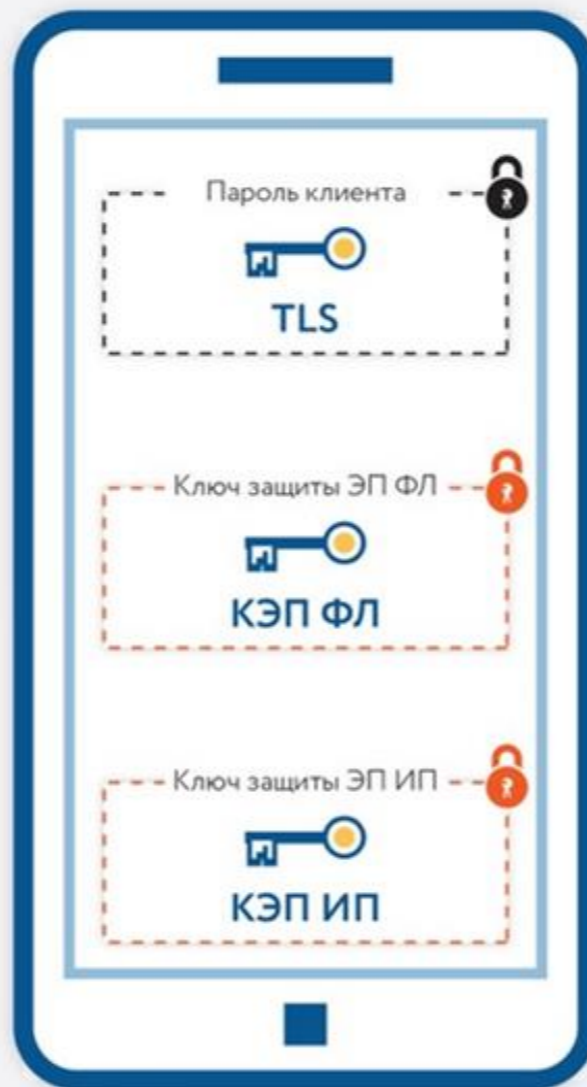 Пароль клиента
TLS
Ключ защиты ЭП ФЛ
КЭП ФЛ
Ключ защиты ЭП ИП
КЭП ИП